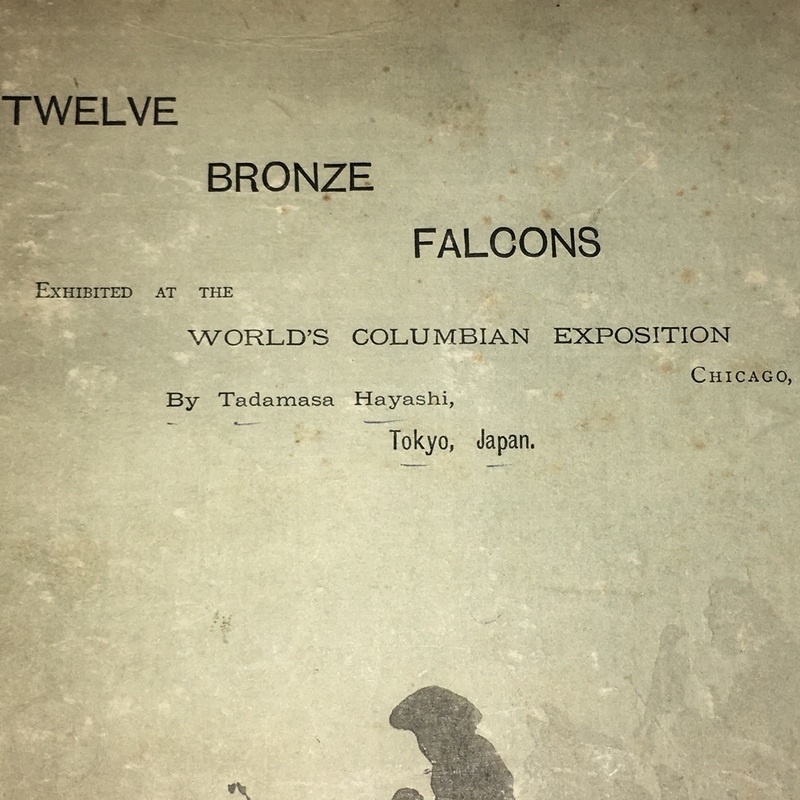 TWELVE
BRONZE
FALCONS
EXHIBITED AT THE
WORLD'S COLUMBIAN EXPOSITION
CHICAGO,
By Tadamasa Hayashi,
Tokyo, Japan.